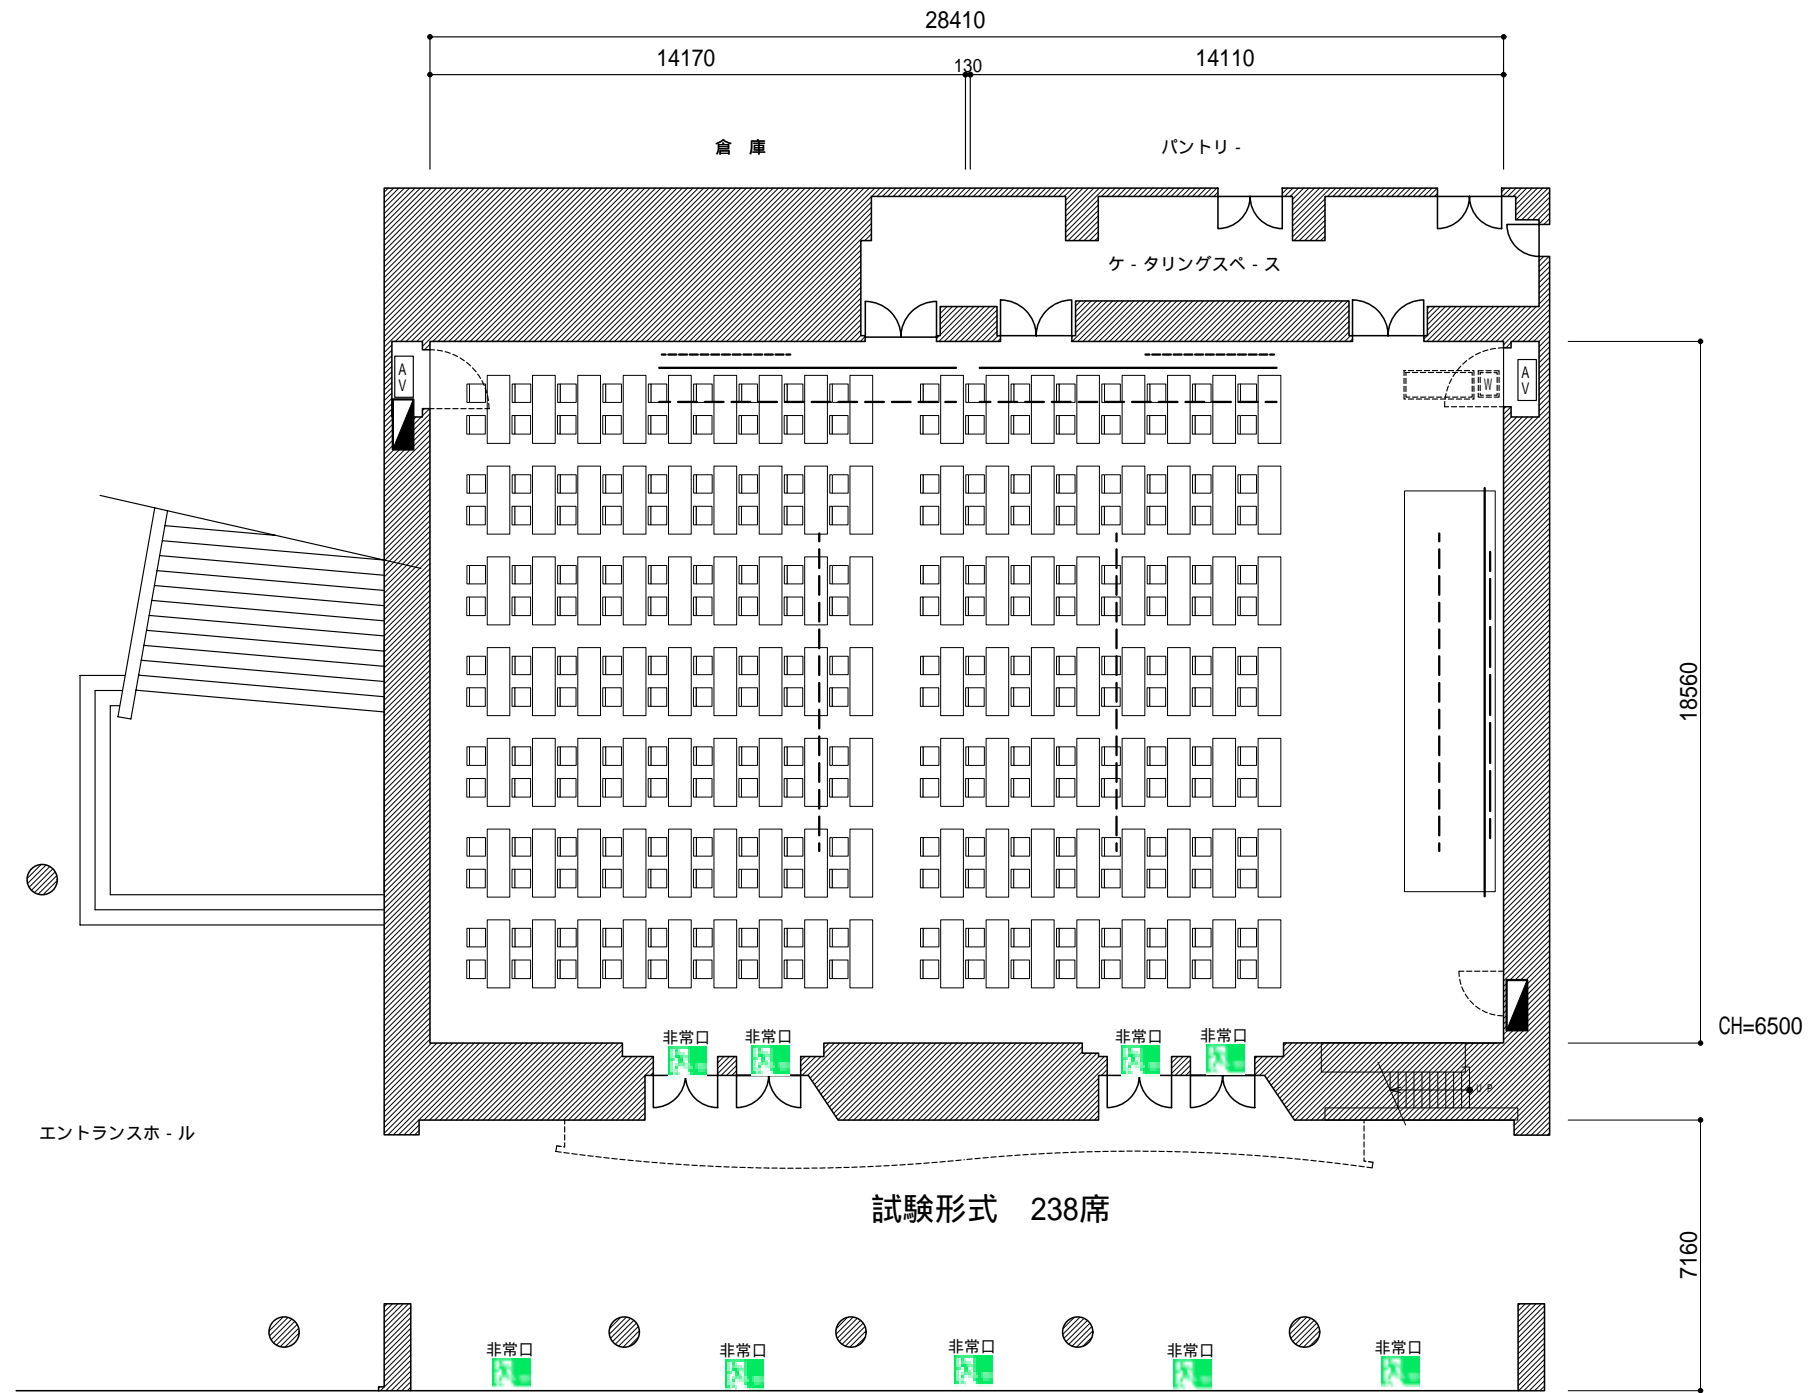 28410
14170
130
14110
倉 庫
パントリ-
ケ-タリングスペ-ス
AV
W
AV
18560
CH=6500
非常口
非常口
非常口
非常口
UP
エントランスホ-ル
試験形式 238席
7160
非常口
非常口
非常口
非常口
非常口